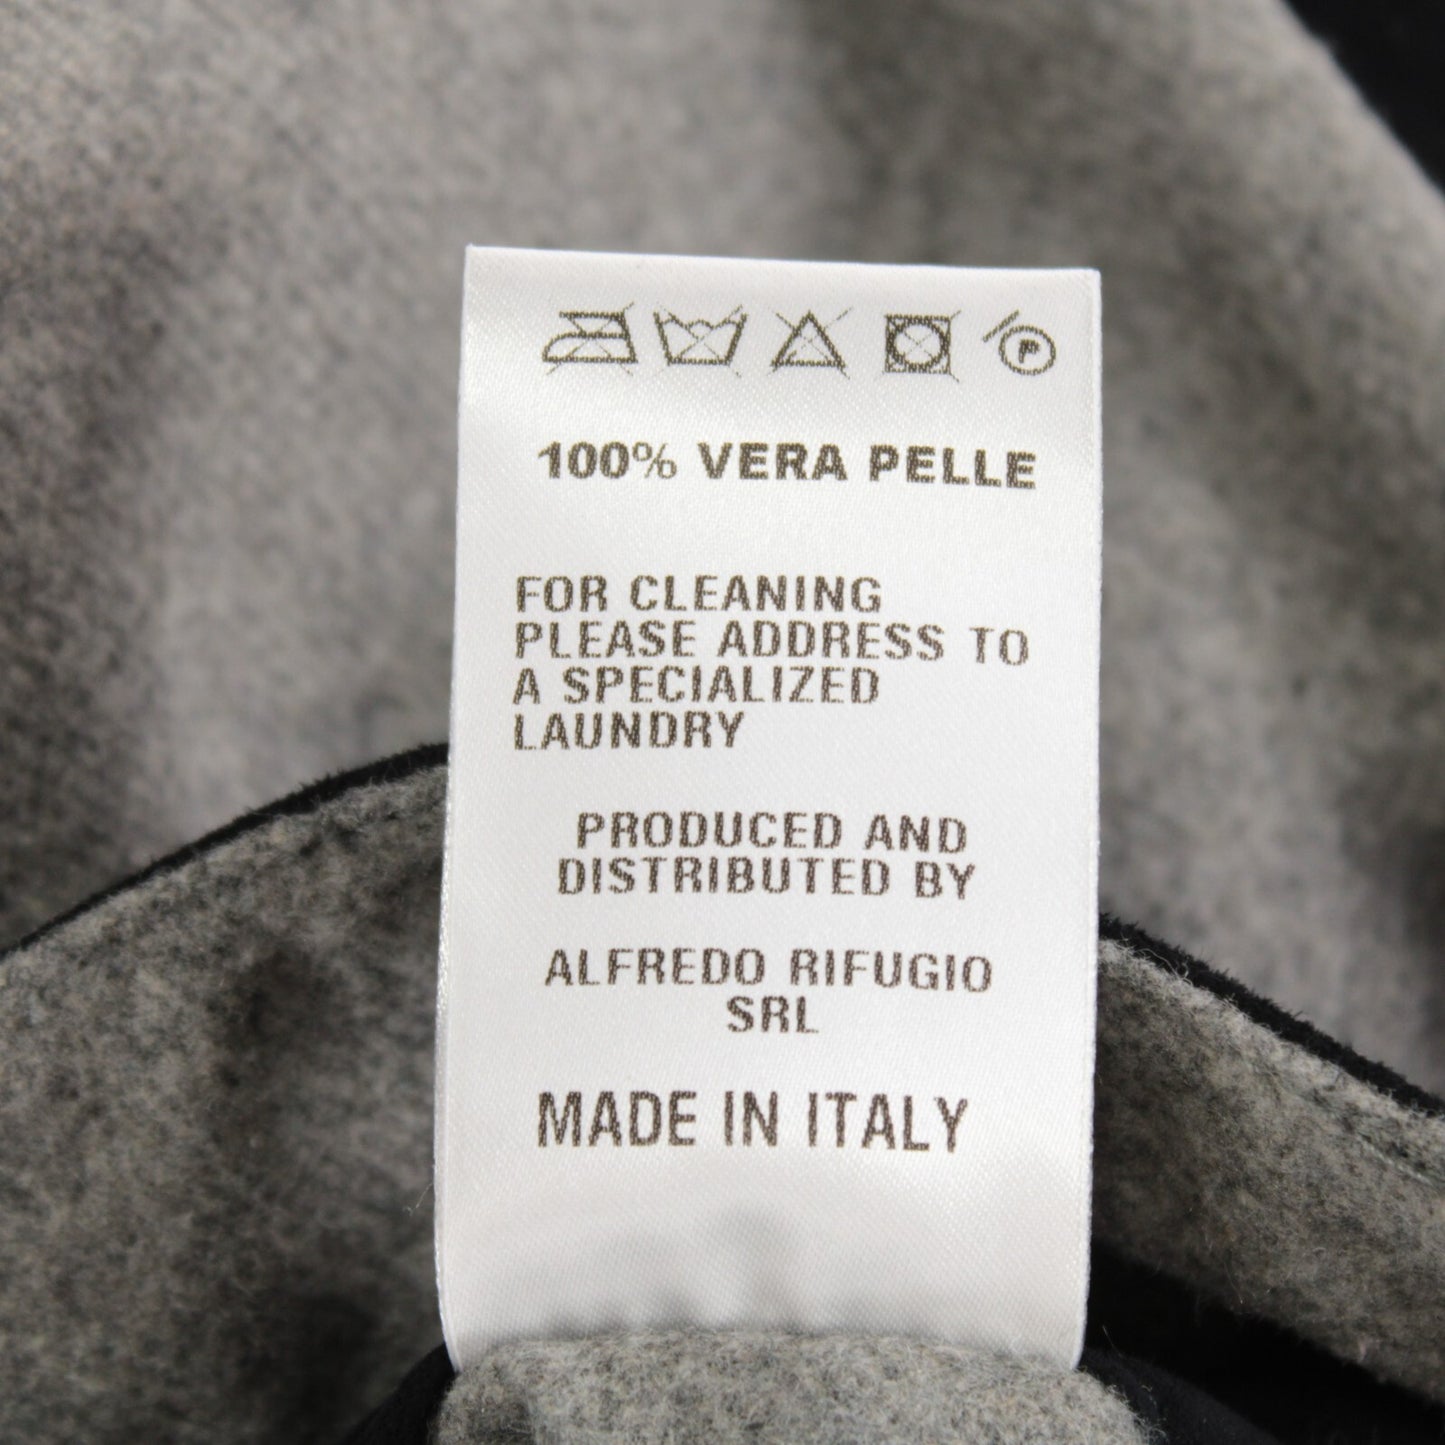 P
100% VERA PELLE
FOR CLEANING
PLEASE ADDRESS TO
A SPECIALIZED
LAUNDRY
PRODUCED AND
DISTRIBUTED BY
ALFREDO RIFUGIO
SRL
MADE IN ITALY